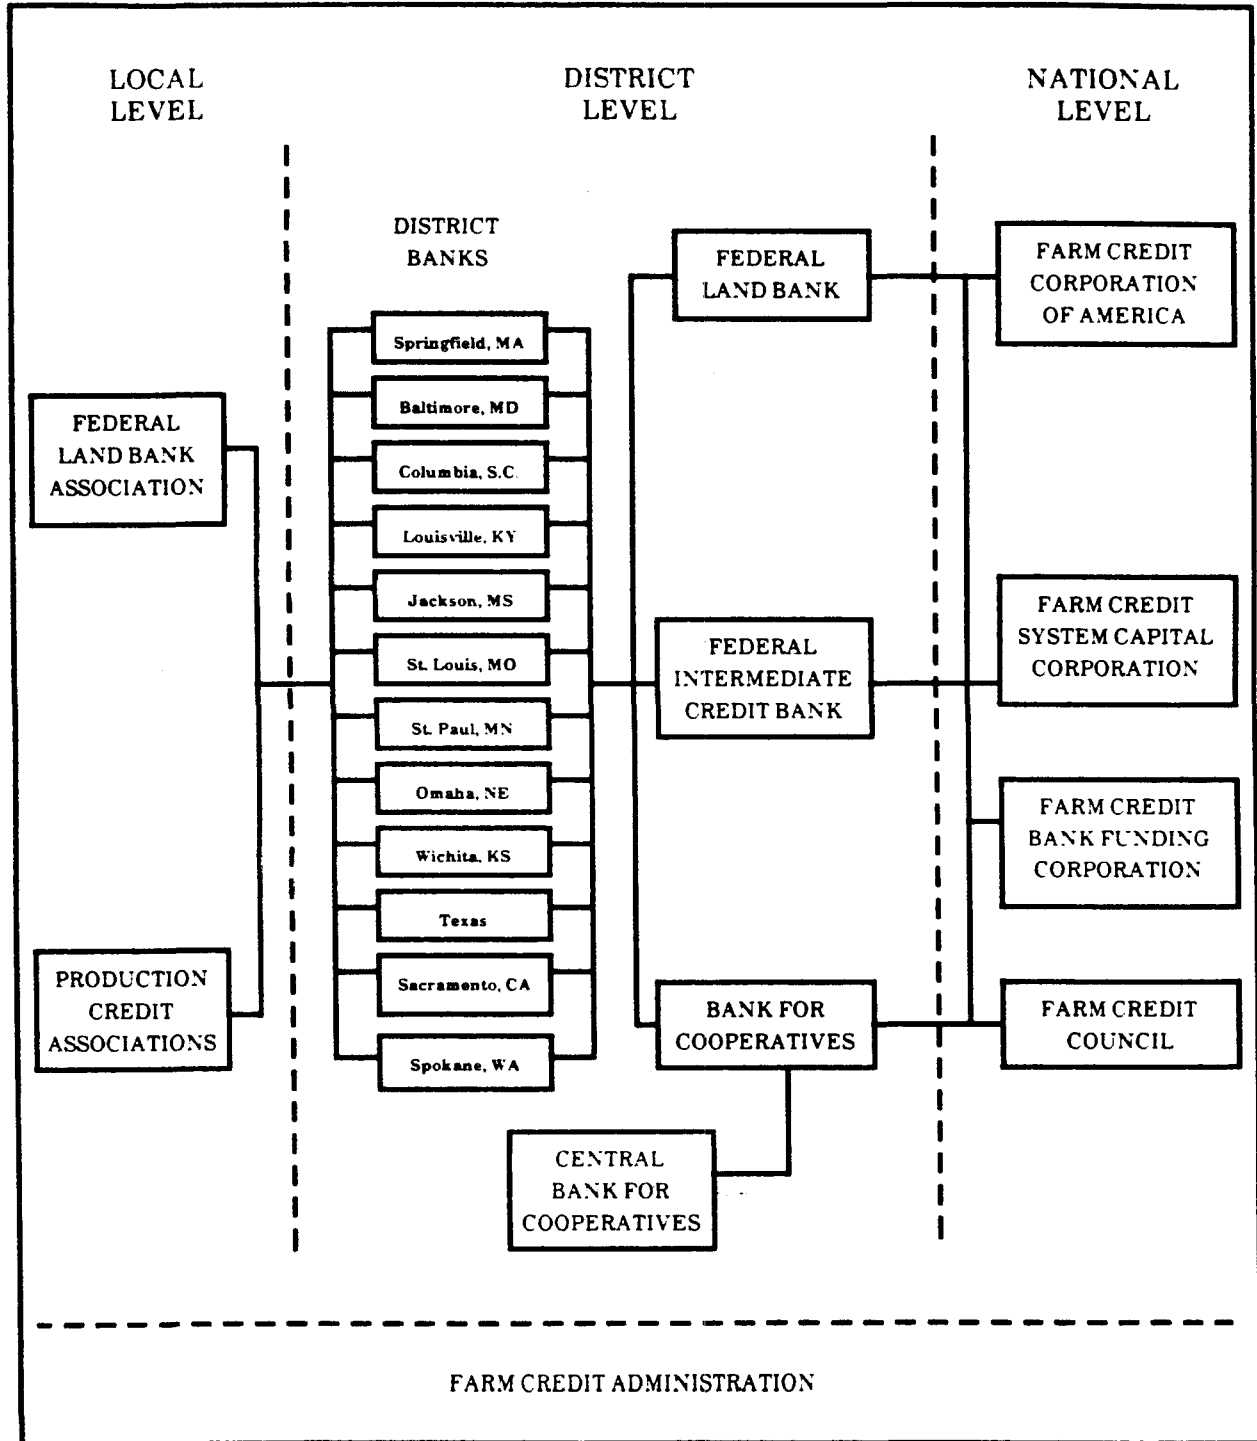 LOCAL
LEVEL
DISTRICT
LEVEL
NATIONAL
LEVEL
DISTRICT
BANKS
FEDERAL
LAND BANK
ASSOCIATION
PRODUCTION
CREDIT
ASSOCIATIONS
Springfield, MA
Baltimore, MD
Columbia, S.C.
Louisville, KY
Jackson, MS
St. Louis, MO
St. Paul, MN
Omaha, NE
Wichita, KS
Texas
Sacramento, CA
Spokane, WA
FEDERAL
LAND BANK
FEDERAL
INTERMEDIATE
CREDIT BANK
BANK FOR
COOPERATIVES
CENTRAL
BANK FOR
COOPERATIVES
FARM CREDIT
CORPORATION
OF AMERICA
FARM CREDIT
SYSTEM CAPITAL
CORPORATION
FARM CREDIT
BANK FUNDING
CORPORATION
FARM CREDIT
COUNCIL
FARM CREDIT ADMINISTRATION